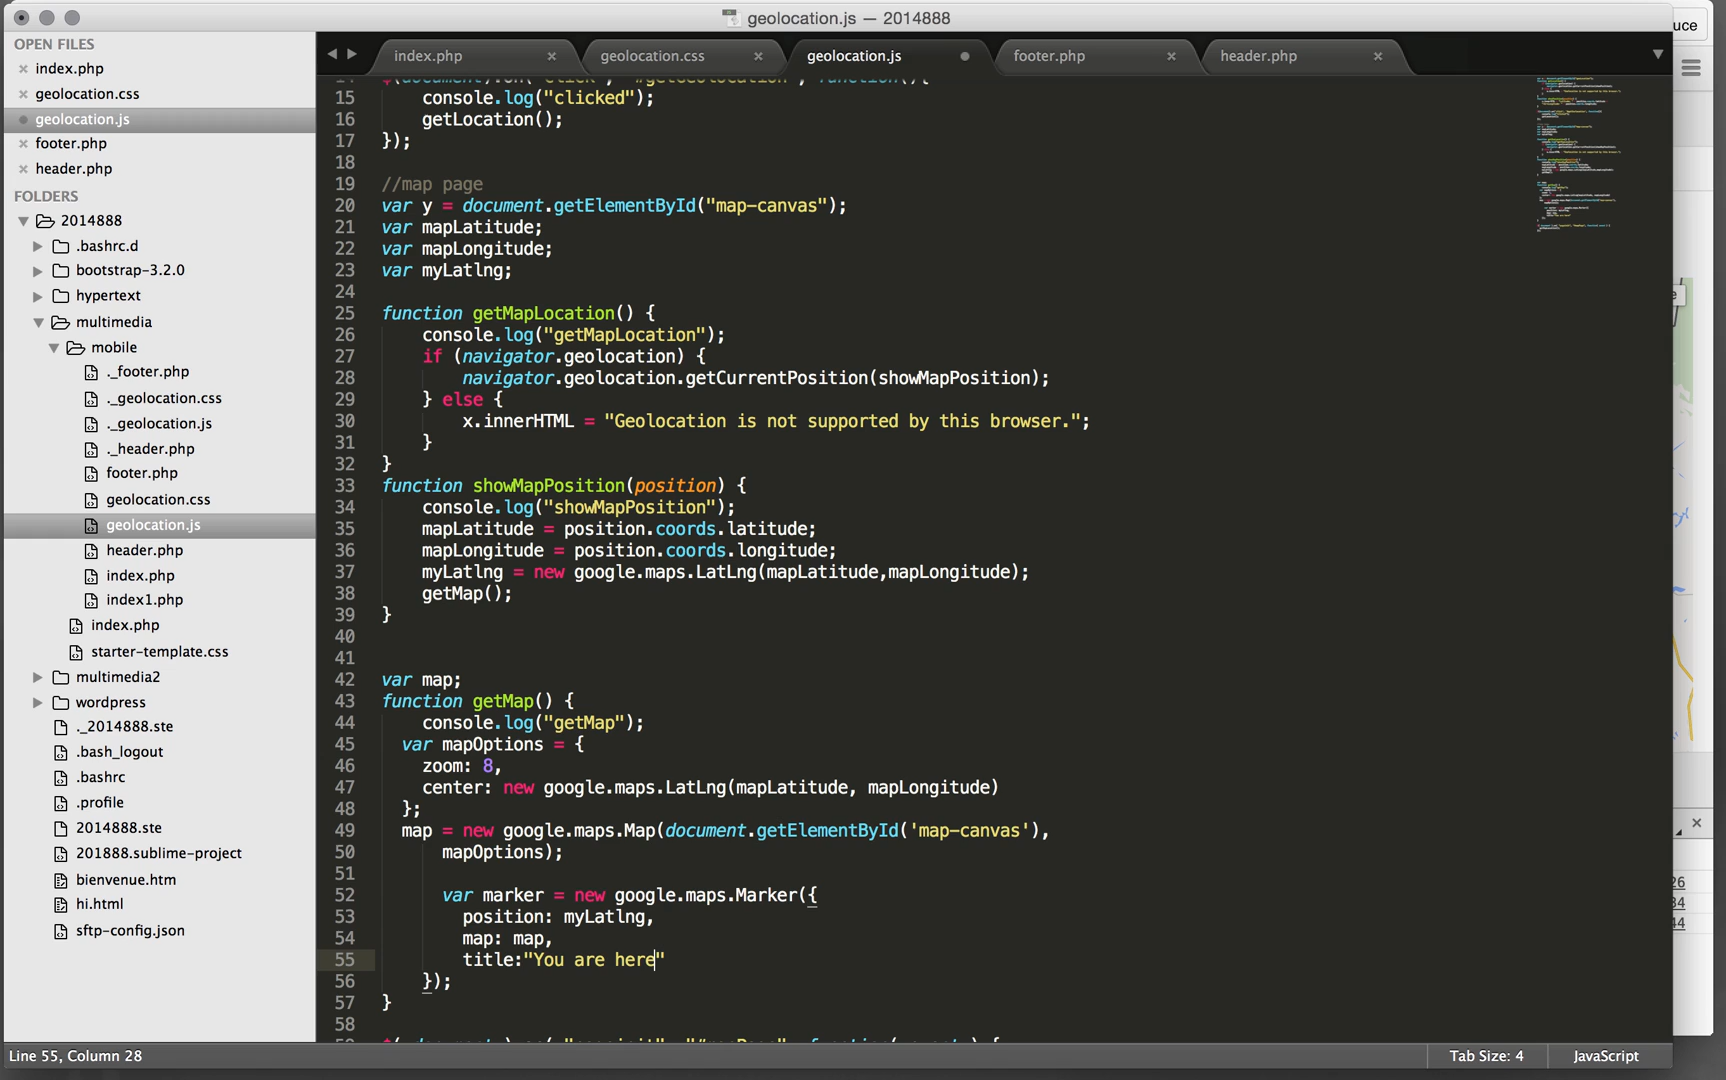 geolocation.js — 2014888
uce
OPEN FILES
index.php
geolocation.css
geolocation.js
footer.php
header.php
FOLDERS
2014888
.bashrc.d
bootstrap-3.2.0
hypertext
multimedia
mobile
._footer.php
._geolocation.css
._geolocation.js
._header.php
footer.php
geolocation.css
geolocation.js
header.php
index.php
index1.php
index.php
starter-template.css
multimedia2
wordpress
._2014888.ste
.bash_logout
.bashrc
.profile
2014888.ste
201888.sublime-project
bienvenue.htm
hi.html
sftp-config.json
index.php geolocation.css geolocation.js footer.php header.php
15 console.log("clicked");
16 getLocation();
17 });
18
19 //map page
20 var y = document.getElementById("map-canvas");
21 var mapLatitude;
22 var mapLongitude;
23 var myLatlng;
24
25 function getMapLocation() {
26 console.log("getMapLocation");
27 if (navigator.geolocation) {
28 navigator.geolocation.getCurrentPosition(showMapPosition);
29 } else {
30 x.innerHTML = "Geolocation is not supported by this browser.";
31 }
32 }
33 function showMapPosition(position) {
34 console.log("showMapPosition");
35 mapLatitude = position.coords.latitude;
36 mapLongitude = position.coords.longitude;
37 myLatlng = new google.maps.LatLng(mapLatitude,mapLongitude);
38 getMap();
39 }
40
41
42 var map;
43 function getMap() {
44 console.log("getMap");
45 var mapOptions = {
46 zoom: 8,
47 center: new google.maps.LatLng(mapLatitude, mapLongitude)
48 };
49 map = new google.maps.Map(document.getElementById('map-canvas'),
50 mapOptions);
51
52 var marker = new google.maps.Marker({
53 position: myLatlng,
54 map: map,
55 title:"You are here"
56 });
57 }
58
26
34
44
Line 55, Column 28
Tab Size: 4
JavaScript